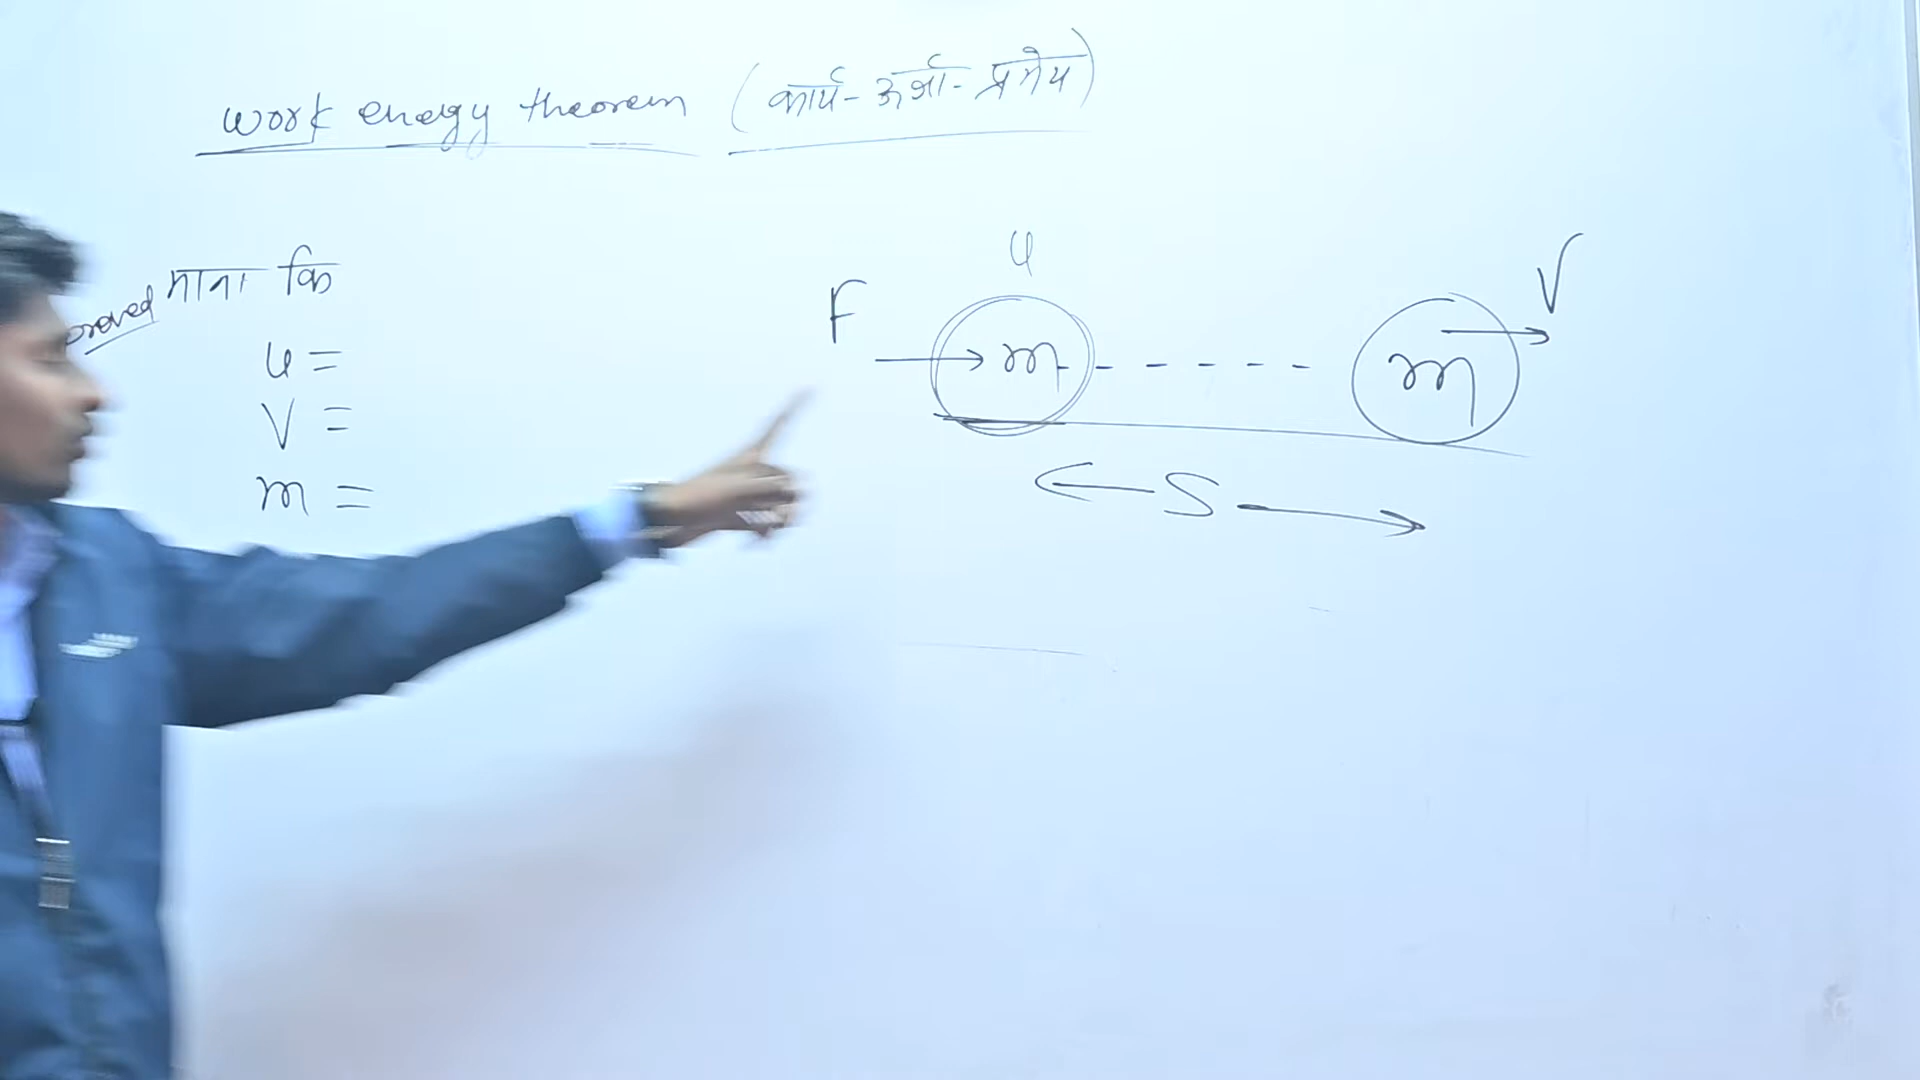 work energy theorem (कार्य-ऊर्जा-प्रमेय)
proved माना कि
u =
V =
m =
u
F
m
m
V
S